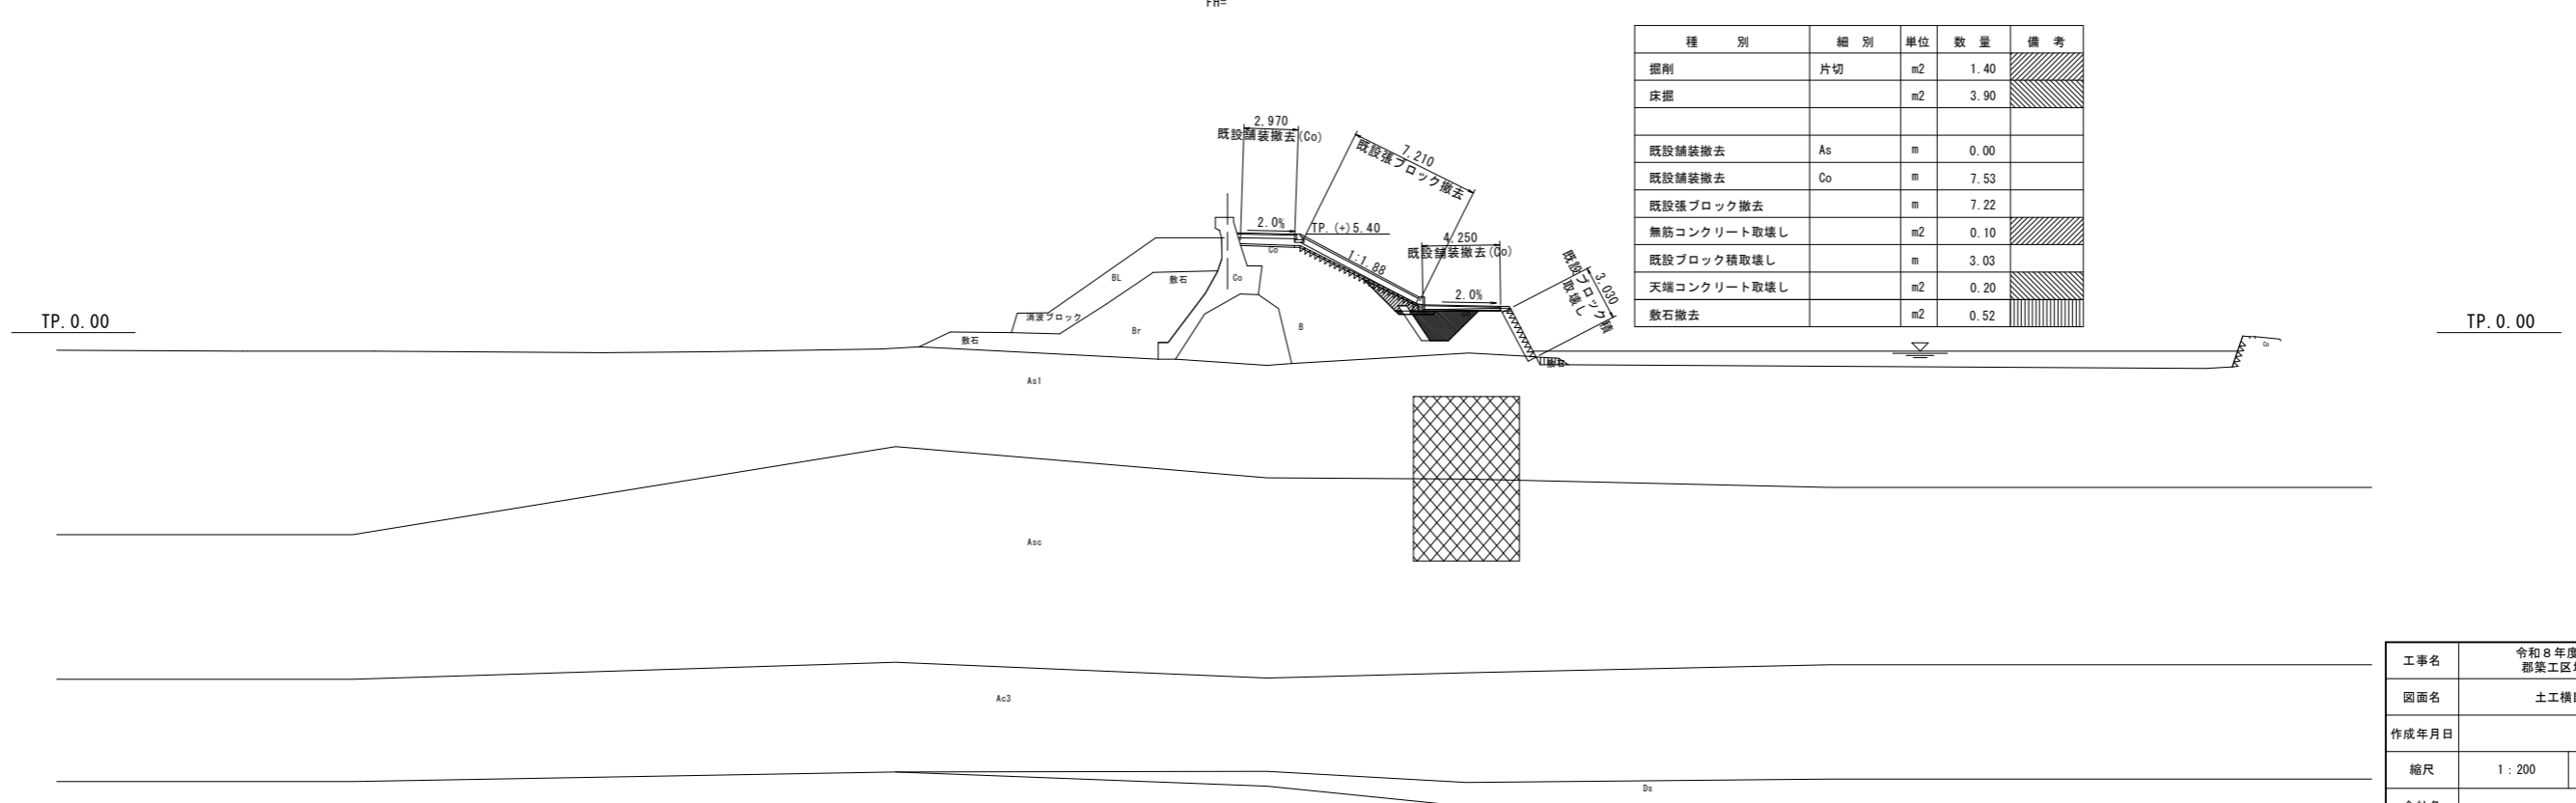 FH=
種 別 細 別 単位 数 量 備 考
掘削 片切 m2 1.40
床掘 m2 3.90
既設舗装撤去 As m 0.00
既設舗装撤去 Co m 7.53
既設張ブロック撤去 m 7.22
無筋コンクリート取壊し m2 0.10
既設ブロック積取壊し m 3.03
天端コンクリート取壊し m2 0.20
敷石撤去 m2 0.52
2.970
既設舗装撤去(Co)
7.210
既設張ブロック撤去
2.0%
TP.(+)5.40
1:1.88
4.250
既設舗装撤去(Co)
2.0%
3.030
既設ブロック積
取壊し
TP.0.00
TP.0.00
BL
敷石
Co
Co
消波ブロック
Br
B
敷石
敷石
As1
Asc
Ac3
Ds
工事名 令和8年度
郡築工区
図面名 土工横
作成年月日
縮尺 1:200